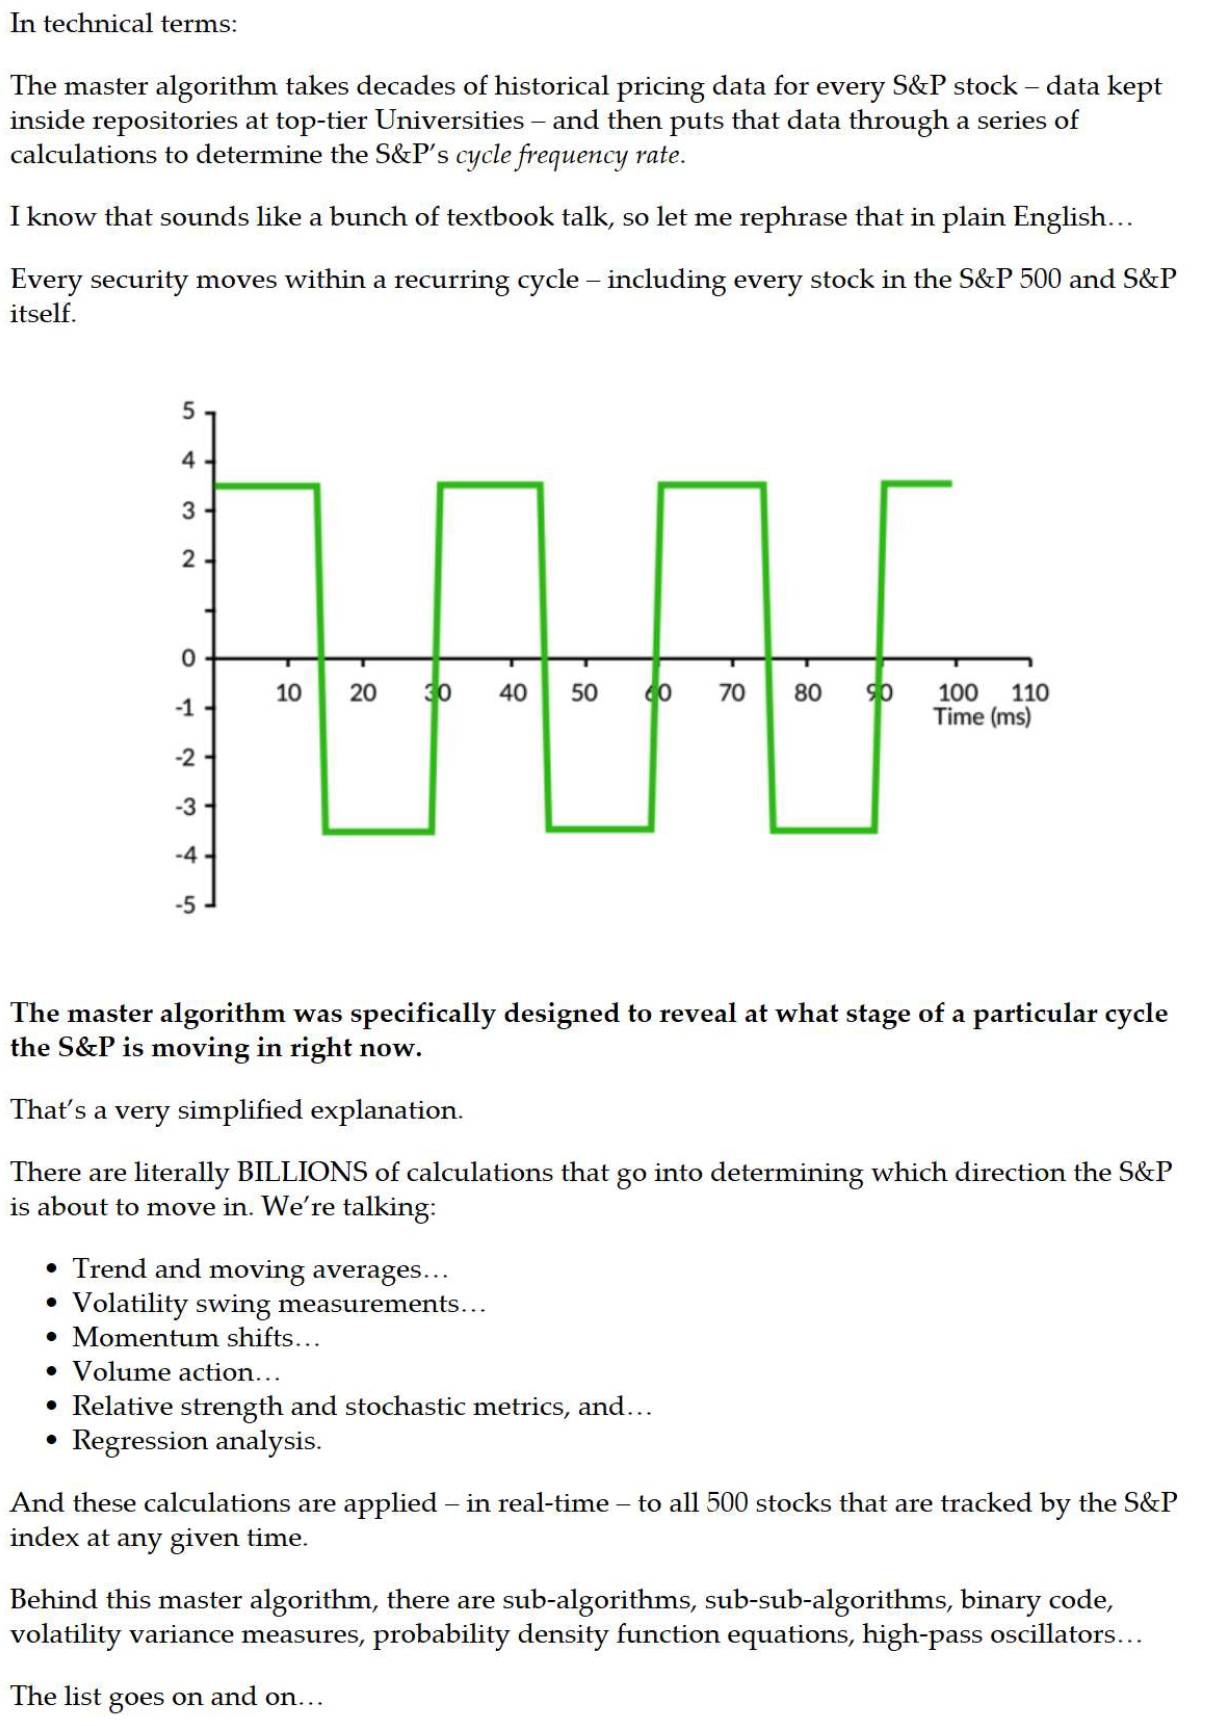 In technical terms:
The master algorithm takes decades of historical pricing data for every S&P stock – data kept
inside repositories at top-tier Universities – and then puts that data through a series of
calculations to determine the S&P's cycle frequency rate.
I know that sounds like a bunch of textbook talk, so let me rephrase that in plain English…
Every security moves within a recurring cycle – including every stock in the S&P 500 and S&P
itself.
5
4
3
2
0
10 20 30 40 50 60 70 80 90 100 110
-1
Time (ms)
-2
-3
-4
-5
The master algorithm was specifically designed to reveal at what stage of a particular cycle
the S&P is moving in right now.
That's a very simplified explanation.
There are literally BILLIONS of calculations that go into determining which direction the S&P
is about to move in. We're talking:
• Trend and moving averages…
• Volatility swing measurements…
• Momentum shifts…
• Volume action…
• Relative strength and stochastic metrics, and…
• Regression analysis.
And these calculations are applied – in real-time – to all 500 stocks that are tracked by the S&P
index at any given time.
Behind this master algorithm, there are sub-algorithms, sub-sub-algorithms, binary code,
volatility variance measures, probability density function equations, high-pass oscillators…
The list goes on and on…